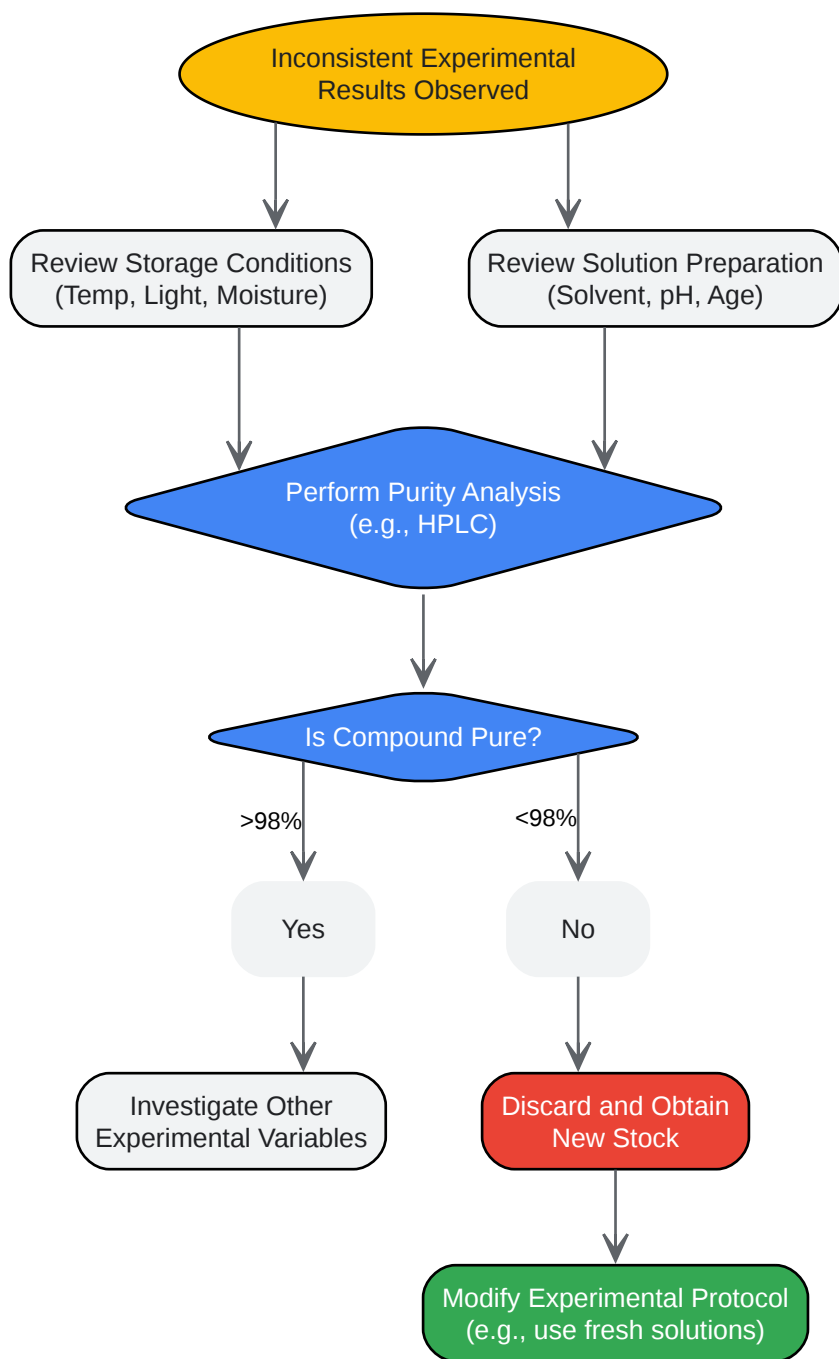 Inconsistent Experimental
Results Observed
Review Storage Conditions
(Temp, Light, Moisture)
Review Solution Preparation
(Solvent, pH, Age)
Perform Purity Analysis
(e.g., HPLC)
Is Compound Pure?
>98%
<98%
Yes
No
Investigate Other
Experimental Variables
Discard and Obtain
New Stock
Modify Experimental Protocol
(e.g., use fresh solutions)